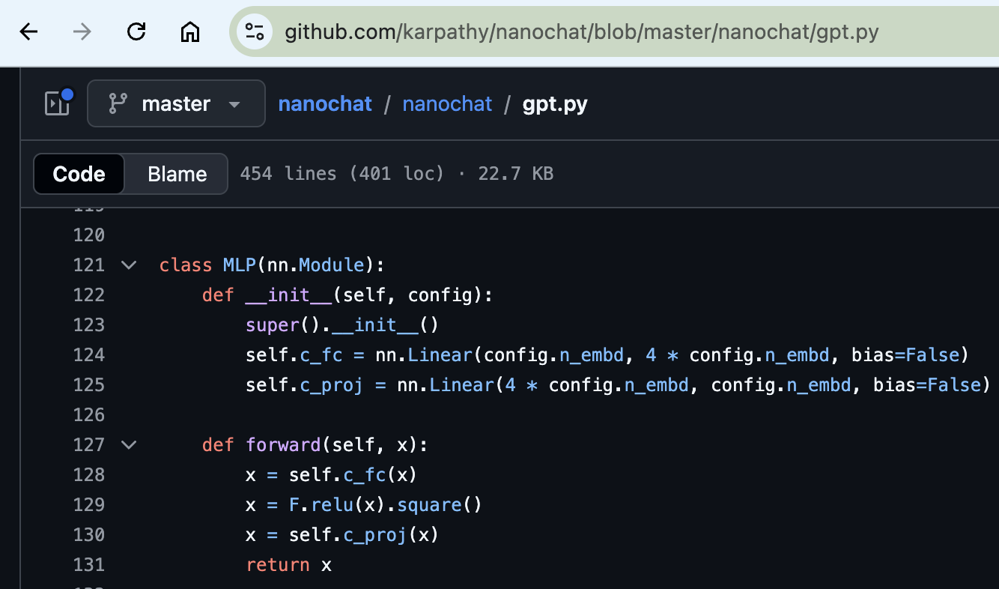 github.com/karpathy/nanochat/blob/master/nanochat/gpt.py
master nanochat / nanochat / gpt.py
Code Blame 454 lines (401 loc) · 22.7 KB
120
121 class MLP(nn.Module):
122     def __init__(self, config):
123         super().__init__()
124         self.c_fc = nn.Linear(config.n_embd, 4 * config.n_embd, bias=False)
125         self.c_proj = nn.Linear(4 * config.n_embd, config.n_embd, bias=False)
126
127     def forward(self, x):
128         x = self.c_fc(x)
129         x = F.relu(x).square()
130         x = self.c_proj(x)
131         return x